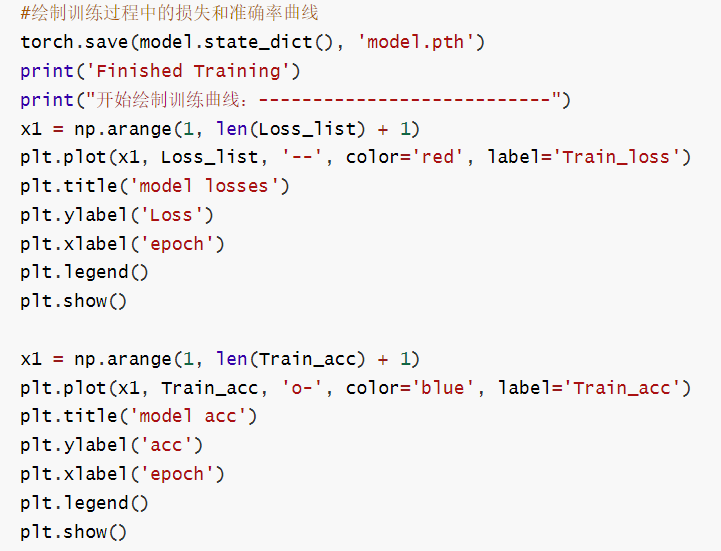 #绘制训练过程中的损失和准确率曲线
torch.save(model.state_dict(), 'model.pth')
print('Finished Training')
print("开始绘制训练曲线：---------------------------")
x1 = np.arange(1, len(Loss_list) + 1)
plt.plot(x1, Loss_list, '--', color='red', label='Train_loss')
plt.title('model losses')
plt.ylabel('Loss')
plt.xlabel('epoch')
plt.legend()
plt.show()
x1 = np.arange(1, len(Train_acc) + 1)
plt.plot(x1, Train_acc, 'o-', color='blue', label='Train_acc')
plt.title('model acc')
plt.ylabel('acc')
plt.xlabel('epoch')
plt.legend()
plt.show()